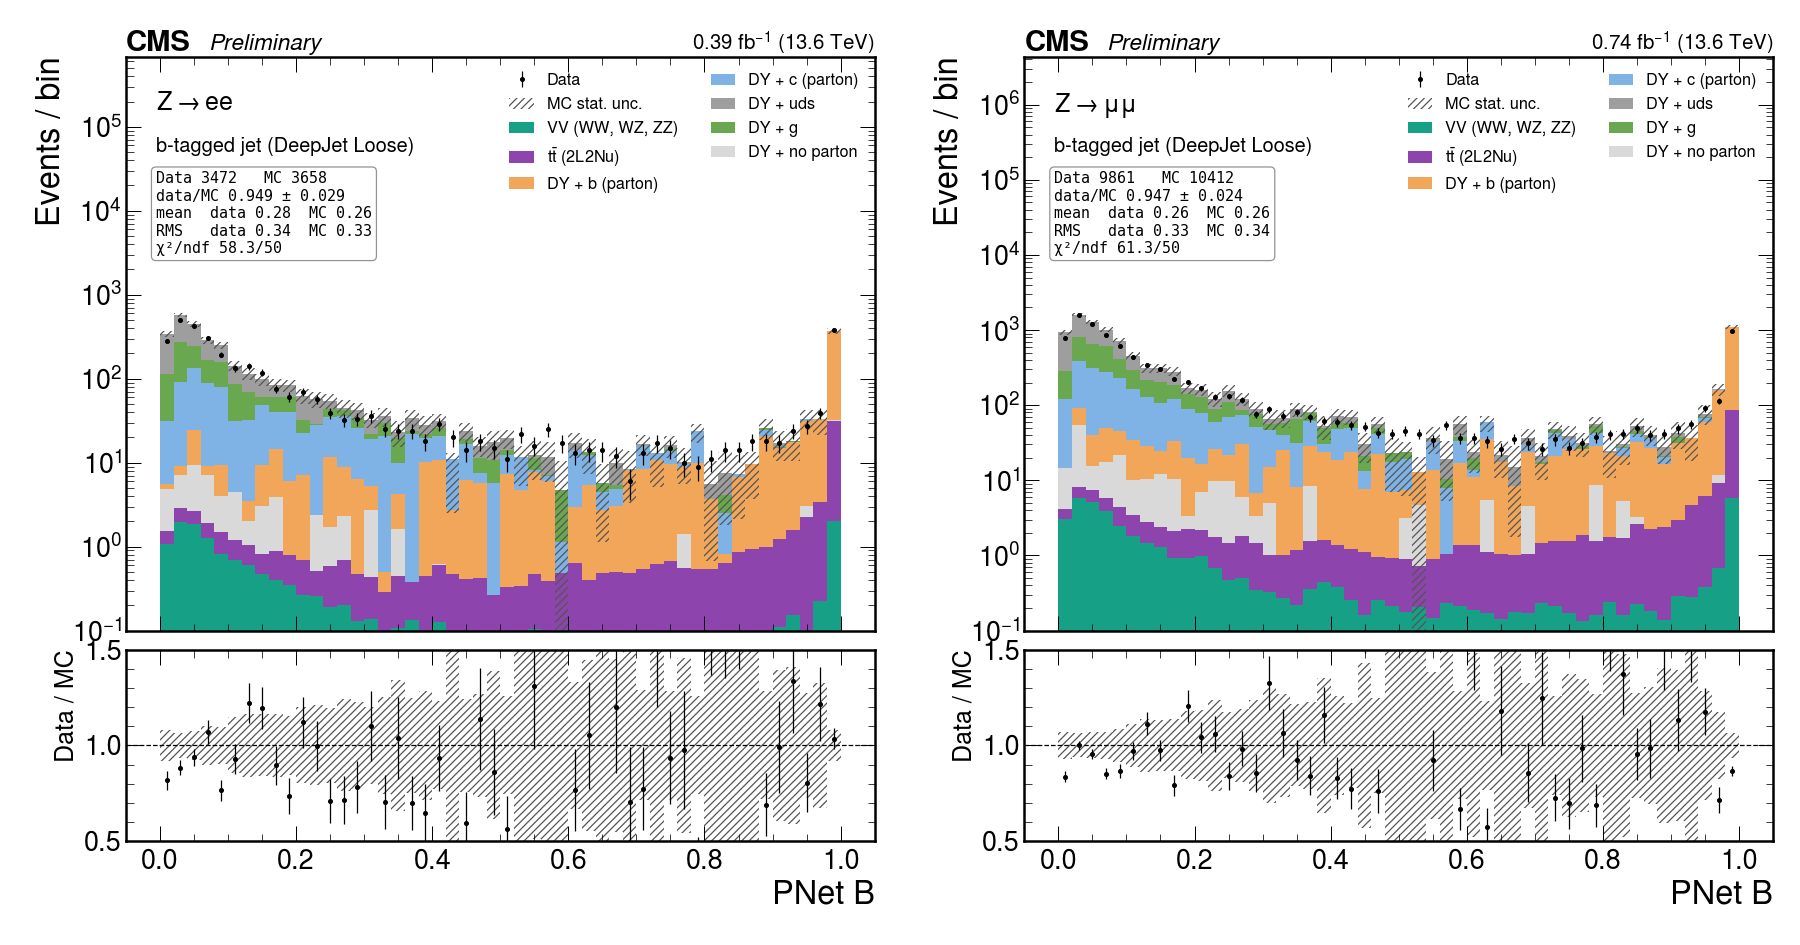 CMS Preliminary 0.39 fb⁻¹ (13.6 TeV)
Events / bin
Z → ee
b-tagged jet (DeepJet Loose)
Data 3472 MC 3658
data/MC 0.949 ± 0.029
mean data 0.28 MC 0.26
RMS data 0.34 MC 0.33
χ²/ndf 58.3/50
Data
MC stat. unc.
VV (WW, WZ, ZZ)
tt̄ (2L2Nu)
DY + b (parton)
DY + c (parton)
DY + uds
DY + g
DY + no parton
10⁵
10⁴
10³
10²
10¹
10⁰
10⁻¹
Data / MC
1.5
1.0
0.5
0.0 0.2 0.4 0.6 0.8 1.0
PNet B
CMS Preliminary 0.74 fb⁻¹ (13.6 TeV)
Events / bin
Z → μμ
b-tagged jet (DeepJet Loose)
Data 9861 MC 10412
data/MC 0.947 ± 0.024
mean data 0.26 MC 0.26
RMS data 0.33 MC 0.34
χ²/ndf 61.3/50
Data
MC stat. unc.
VV (WW, WZ, ZZ)
tt̄ (2L2Nu)
DY + b (parton)
DY + c (parton)
DY + uds
DY + g
DY + no parton
10⁶
10⁵
10⁴
10³
10²
10¹
10⁰
10⁻¹
Data / MC
1.5
1.0
0.5
0.0 0.2 0.4 0.6 0.8 1.0
PNet B